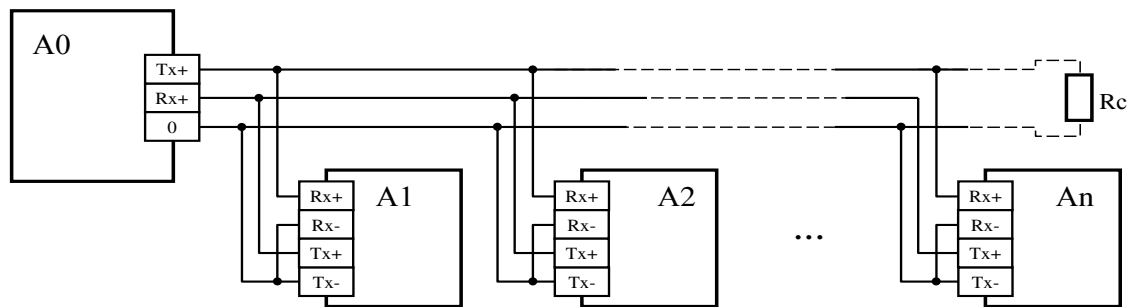 A0
Tx+
Rx+
0
Rc
A1
Rx+
Rx-
Tx+
Tx-
A2
Rx+
Rx-
Tx+
Tx-
...
An
Rx+
Rx-
Tx+
Tx-